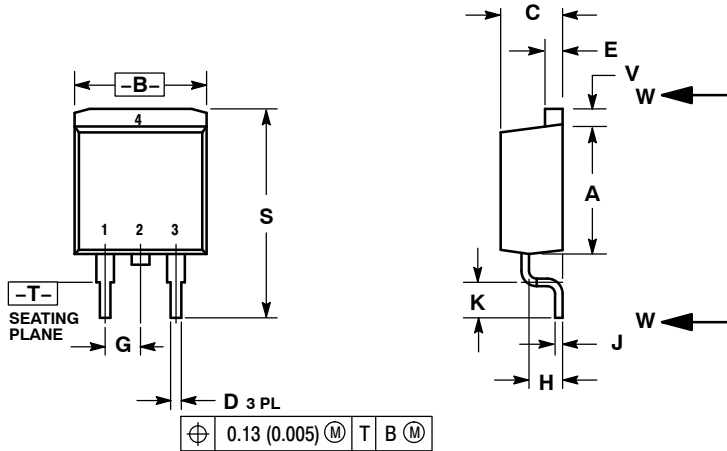 C
E
V
W
–B–
4
S
A
1 2 3
–T–
SEATING
PLANE
K
G
W
J
H
D 3 PL
⌖ 0.13 (0.005) Ⓜ T B Ⓜ